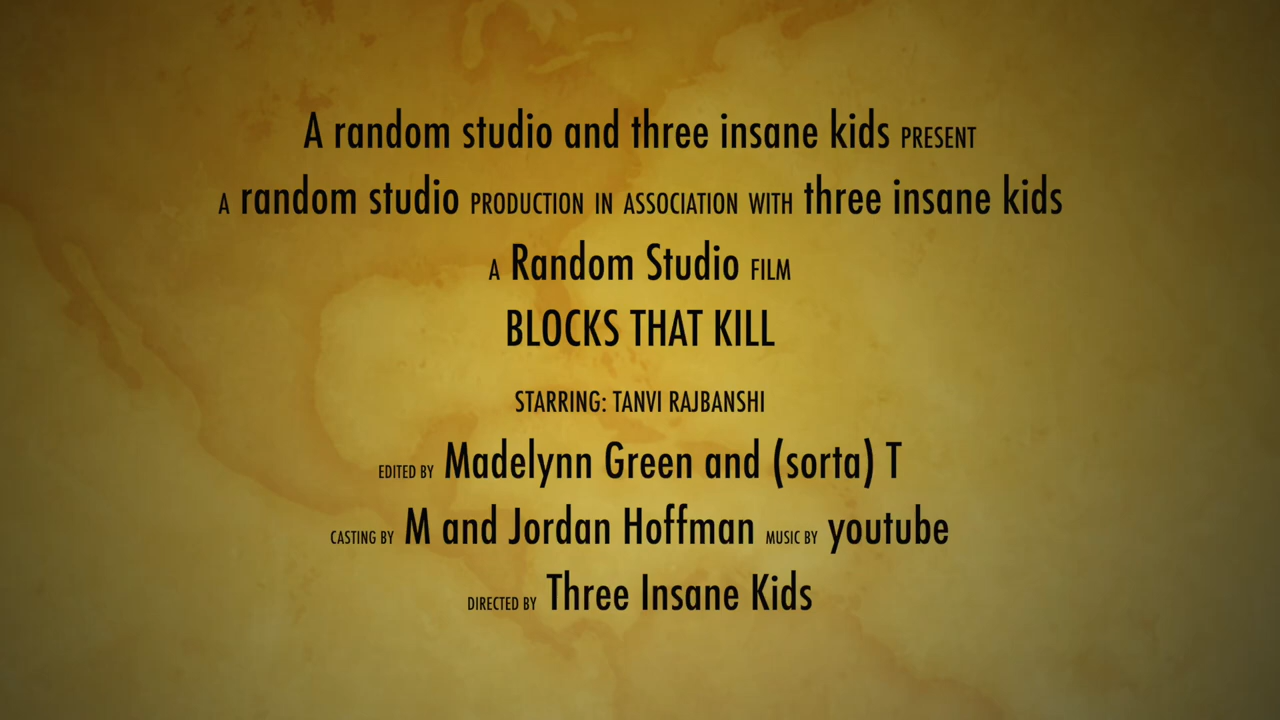 A random studio and three insane kids PRESENT
A random studio PRODUCTION IN ASSOCIATION WITH three insane kids
A Random Studio FILM
BLOCKS THAT KILL
STARRING: TANVI RAJBANSHI
EDITED BY Madelynn Green and (sorta) T
CASTING BY M and Jordan Hoffman MUSIC BY youtube
DIRECTED BY Three Insane Kids